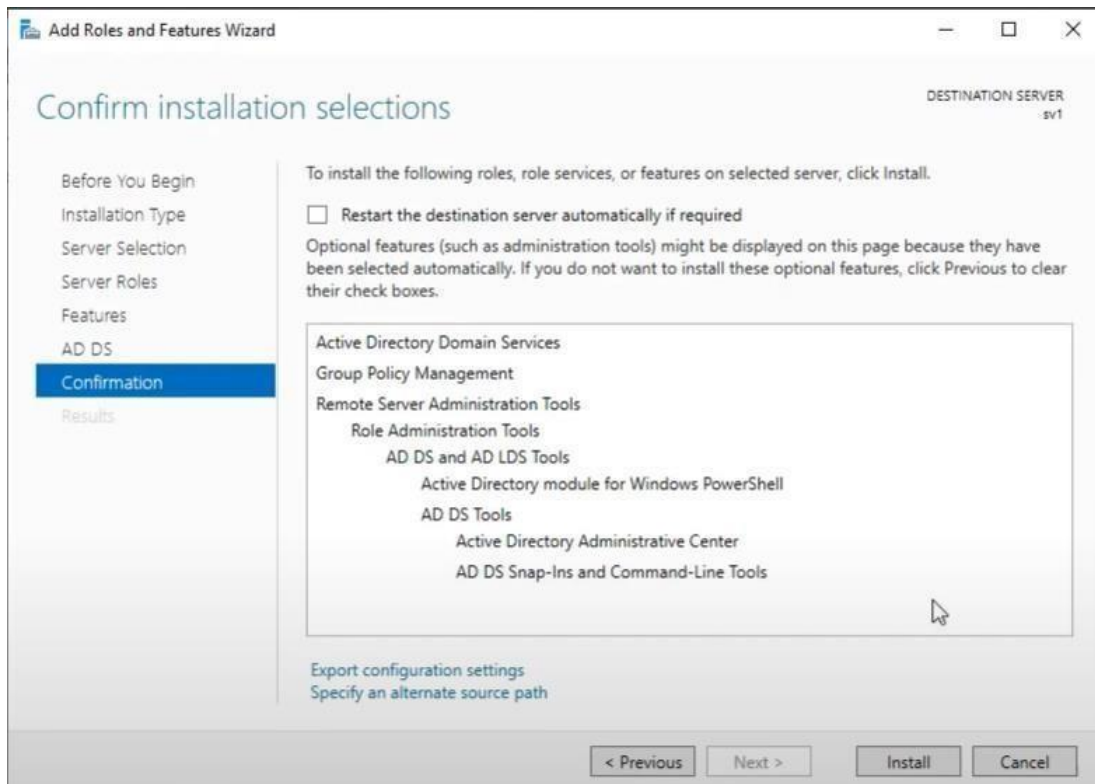 Add Roles and Features Wizard
Confirm installation selections
DESTINATION SERVER
sv1
Before You Begin
Installation Type
Server Selection
Server Roles
Features
AD DS
Confirmation
Results
To install the following roles, role services, or features on selected server, click Install.
Restart the destination server automatically if required
Optional features (such as administration tools) might be displayed on this page because they have
been selected automatically. If you do not want to install these optional features, click Previous to clear
their check boxes.
Active Directory Domain Services
Group Policy Management
Remote Server Administration Tools
Role Administration Tools
AD DS and AD LDS Tools
Active Directory module for Windows PowerShell
AD DS Tools
Active Directory Administrative Center
AD DS Snap-Ins and Command-Line Tools
Export configuration settings
Specify an alternate source path
< Previous
Next >
Install
Cancel